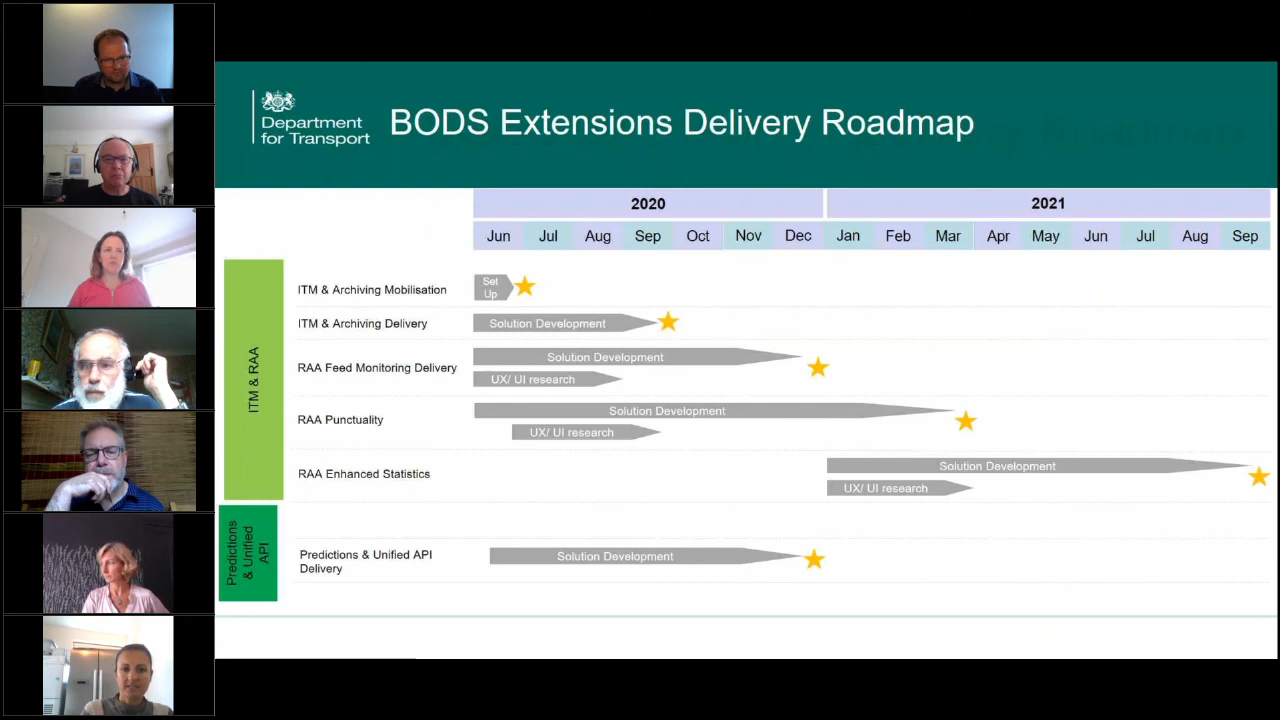 Department
for Transport
BODS Extensions Delivery Roadmap
2020 2021
Jun Jul Aug Sep Oct Nov Dec Jan Feb Mar Apr May Jun Jul Aug Sep
ITM & RAA
ITM & Archiving Mobilisation
Set
Up
ITM & Archiving Delivery
Solution Development
RAA Feed Monitoring Delivery
Solution Development
UX/ UI research
RAA Punctuality
Solution Development
UX/ UI research
RAA Enhanced Statistics
Solution Development
UX/ UI research
Predictions
& Unified
API
Predictions & Unified API
Delivery
Solution Development